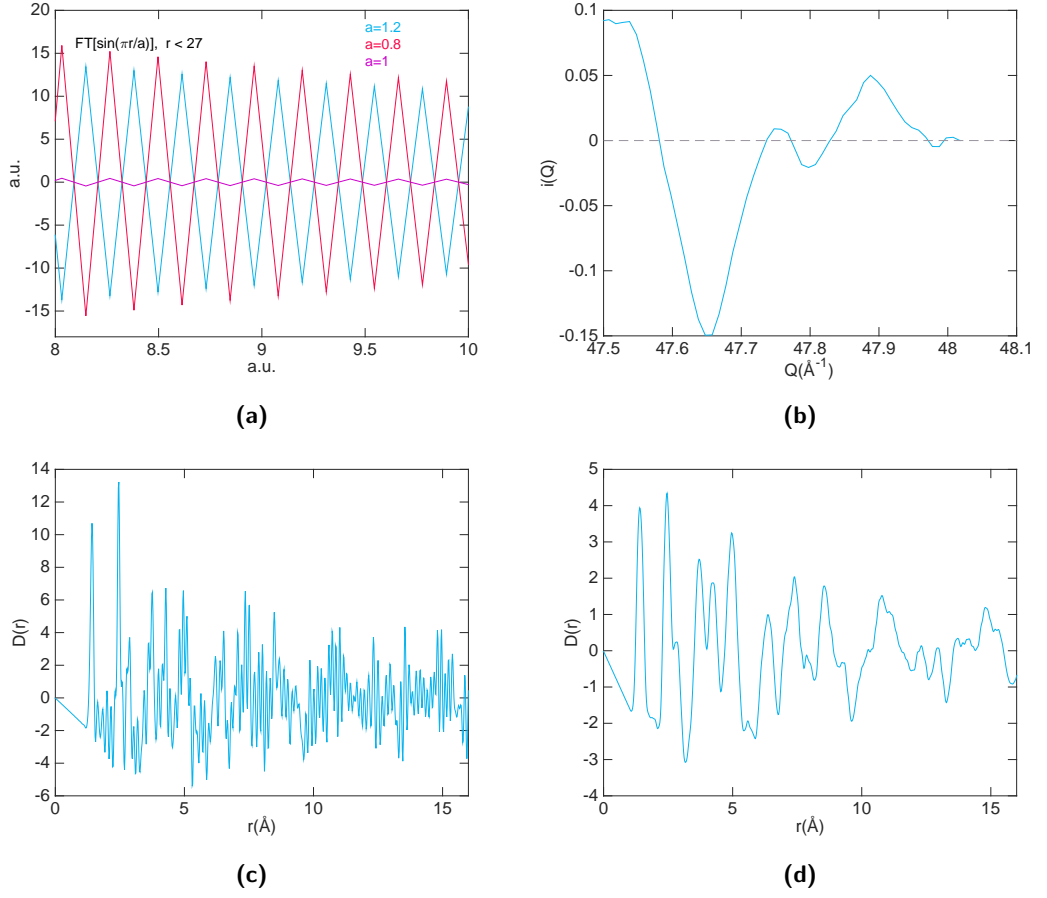 20
15
10
5
0
-5
-10
-15
a.u.
FT[sin(πr/a)], r < 27
a=1.2
a=0.8
a=1
8 8.5 9 9.5 10
a.u.
(a)
0.1
0.05
0
-0.05
-0.1
-0.15
i(Q)
47.5 47.6 47.7 47.8 47.9 48 48.1
Q(Å⁻¹)
(b)
14
12
10
8
6
4
2
0
-2
-4
-6
D(r)
0 5 10 15
r(Å)
(c)
5
4
3
2
1
0
-1
-2
-3
-4
D(r)
0 5 10 15
r(Å)
(d)